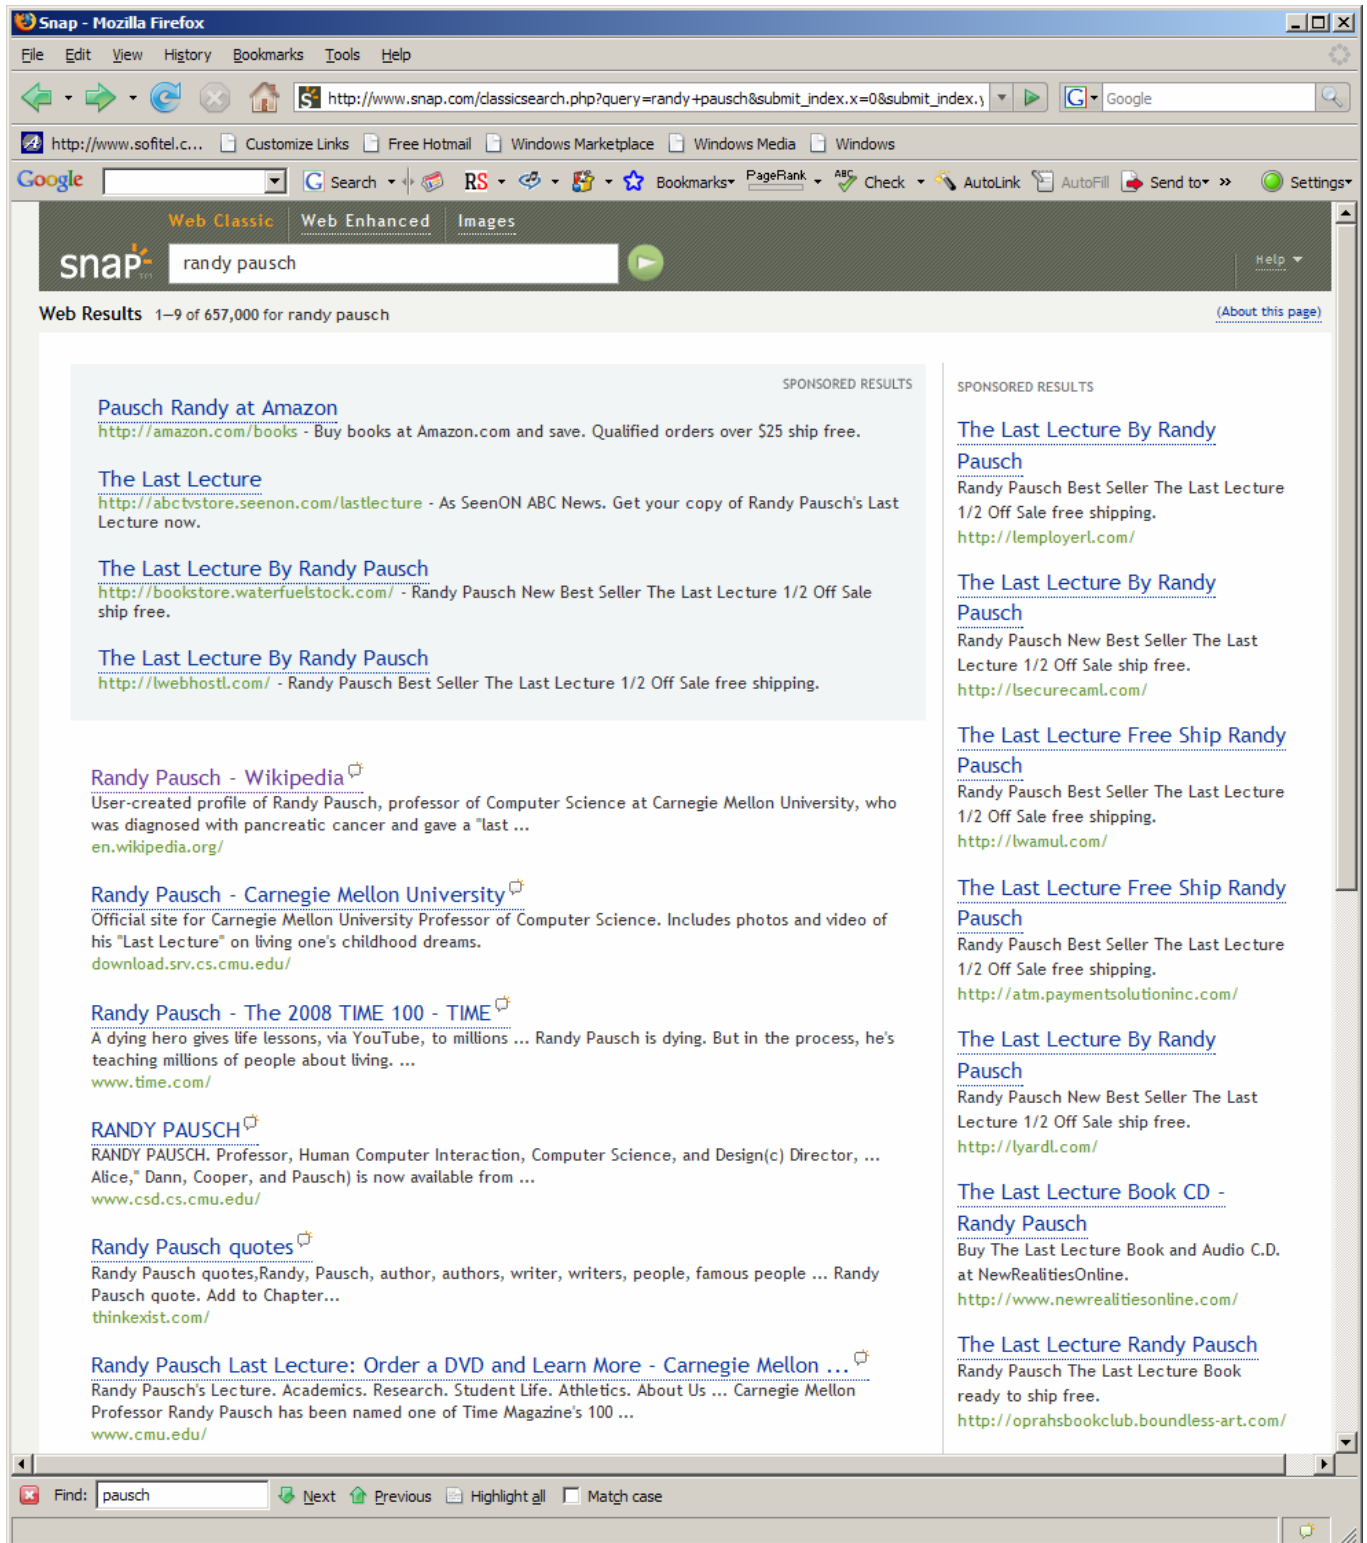 Snap - Mozilla Firefox
File Edit View History Bookmarks Tools Help
http://www.snap.com/classicsearch.php?query=randy+pausch&submit_index.x=0&submit_index.y
Google
http://www.sofitel.c... Customize Links Free Hotmail Windows Marketplace Windows Media Windows
Google Search RS Bookmarks PageRank ABC Check AutoLink AutoFill Send to Settings
Web Classic Web Enhanced Images
snap randy pausch Help
Web Results 1–9 of 657,000 for randy pausch (About this page)
SPONSORED RESULTS
Pausch Randy at Amazon
http://amazon.com/books - Buy books at Amazon.com and save. Qualified orders over $25 ship free.
The Last Lecture
http://abctvstore.seenon.com/lastlecture - As SeenON ABC News. Get your copy of Randy Pausch's Last
Lecture now.
The Last Lecture By Randy Pausch
http://bookstore.waterfuelstock.com/ - Randy Pausch New Best Seller The Last Lecture 1/2 Off Sale
ship free.
The Last Lecture By Randy Pausch
http://lwebhostl.com/ - Randy Pausch Best Seller The Last Lecture 1/2 Off Sale free shipping.
Randy Pausch - Wikipedia
User-created profile of Randy Pausch, professor of Computer Science at Carnegie Mellon University, who
was diagnosed with pancreatic cancer and gave a "last ...
en.wikipedia.org/
Randy Pausch - Carnegie Mellon University
Official site for Carnegie Mellon University Professor of Computer Science. Includes photos and video of
his "Last Lecture" on living one's childhood dreams.
download.srv.cs.cmu.edu/
Randy Pausch - The 2008 TIME 100 - TIME
A dying hero gives life lessons, via YouTube, to millions ... Randy Pausch is dying. But in the process, he's
teaching millions of people about living. ...
www.time.com/
RANDY PAUSCH
RANDY PAUSCH. Professor, Human Computer Interaction, Computer Science, and Design(c) Director, ...
Alice," Dann, Cooper, and Pausch) is now available from ...
www.csd.cs.cmu.edu/
Randy Pausch quotes
Randy Pausch quotes,Randy, Pausch, author, authors, writer, writers, people, famous people ... Randy
Pausch quote. Add to Chapter...
thinkexist.com/
Randy Pausch Last Lecture: Order a DVD and Learn More - Carnegie Mellon ...
Randy Pausch's Lecture. Academics. Research. Student Life. Athletics. About Us ... Carnegie Mellon
Professor Randy Pausch has been named one of Time Magazine's 100 ...
www.cmu.edu/
SPONSORED RESULTS
The Last Lecture By Randy
Pausch
Randy Pausch Best Seller The Last Lecture
1/2 Off Sale free shipping.
http://lemployerl.com/
The Last Lecture By Randy
Pausch
Randy Pausch New Best Seller The Last
Lecture 1/2 Off Sale ship free.
http://lsecurecaml.com/
The Last Lecture Free Ship Randy
Pausch
Randy Pausch Best Seller The Last Lecture
1/2 Off Sale free shipping.
http://lwamul.com/
The Last Lecture Free Ship Randy
Pausch
Randy Pausch Best Seller The Last Lecture
1/2 Off Sale free shipping.
http://atm.paymentsolutioninc.com/
The Last Lecture By Randy
Pausch
Randy Pausch New Best Seller The Last
Lecture 1/2 Off Sale ship free.
http://lyardl.com/
The Last Lecture Book CD -
Randy Pausch
Buy The Last Lecture Book and Audio C.D.
at NewRealitiesOnline.
http://www.newrealitiesonline.com/
The Last Lecture Randy Pausch
Randy Pausch The Last Lecture Book
ready to ship free.
http://oprahsbookclub.boundless-art.com/
Find: pausch Next Previous Highlight all Match case